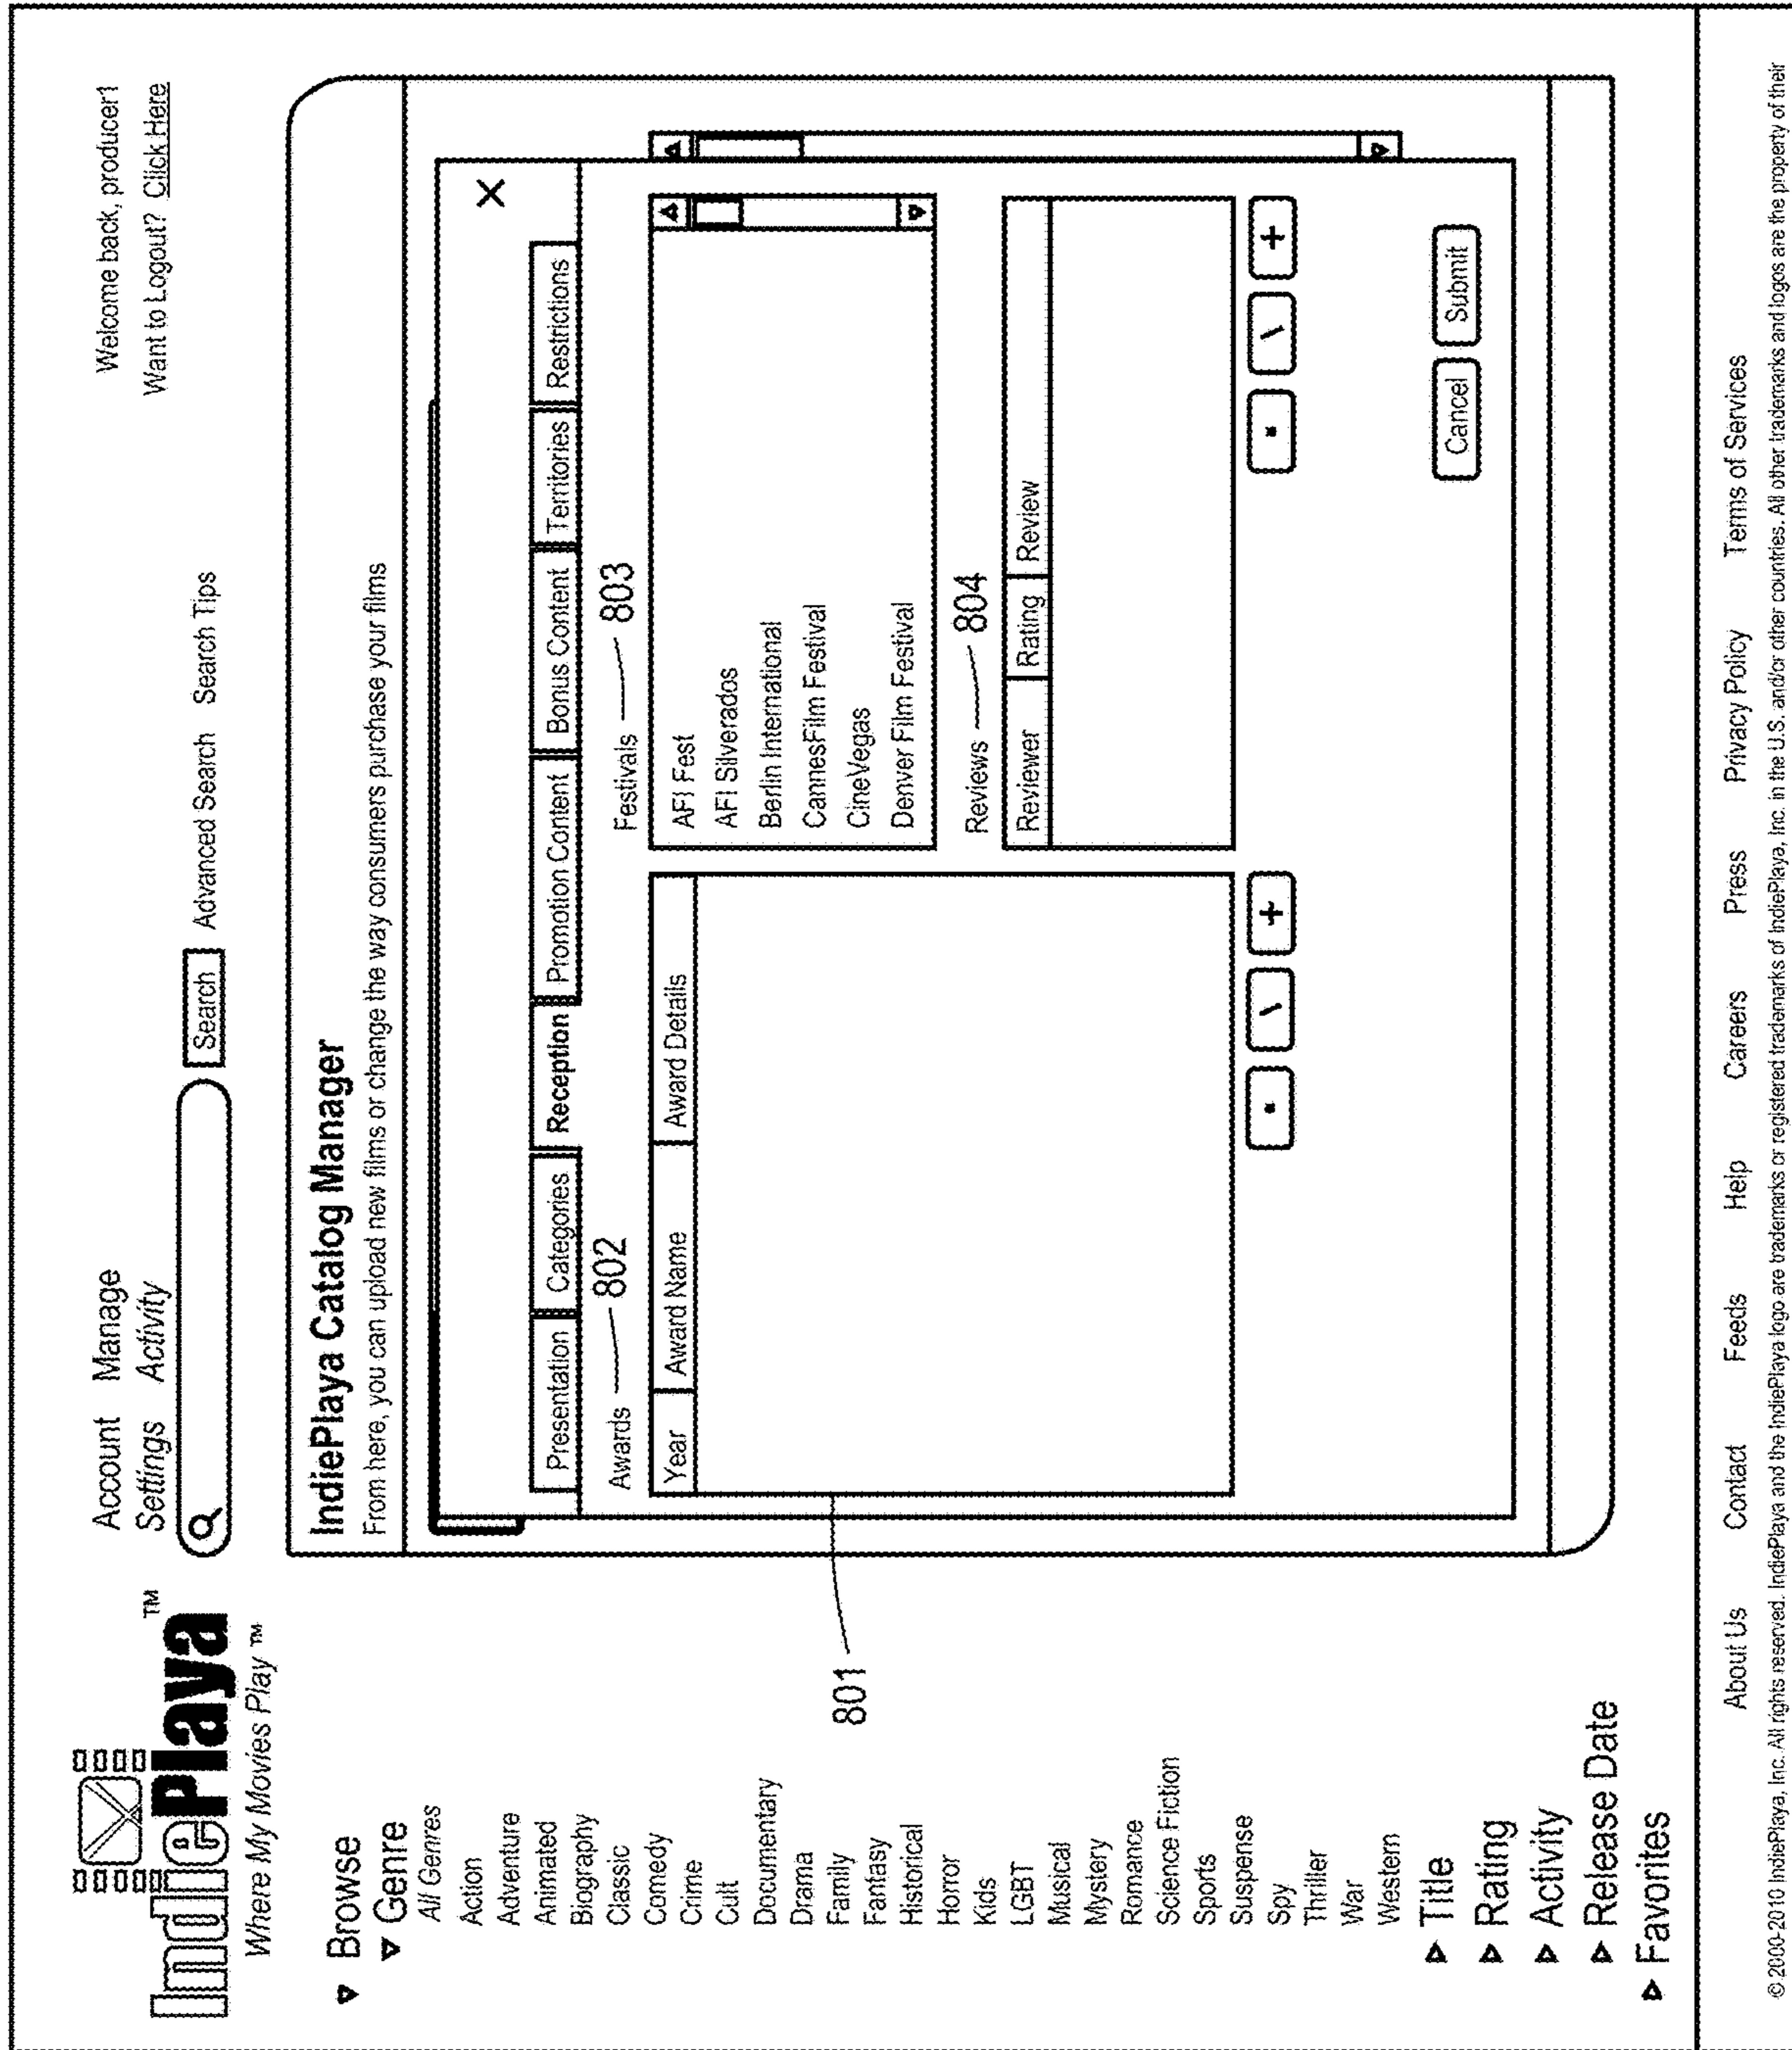 IndiePlaya ™
Where My Movies Play ™
Account Manage
Settings Activity
Search Advanced Search Search Tips
Welcome back, producer1
Want to Logout? Click Here
Browse
Genre
All Genres
Action
Adventure
Animated
Biography
Classic
Comedy
Crime
Cult
Documentary
Drama
Family
Fantasy
Historical
Horror
Kids
LGBT
Musical
Mystery
Romance
Science Fiction
Sports
Suspense
Spy
Thriller
War
Western
Title
Rating
Activity
Release Date
Favorites
IndiePlaya Catalog Manager
From here, you can upload new films or change the way consumers purchase your films
X
Presentation Categories Reception Promotion Content Bonus Content Territories Restrictions
Awards 802
Year Award Name Award Details
801
Festivals 803
AFI Fest
AFI Silverados
Berlin International
CannesFilm Festival
CineVegas
Denver Film Festival
Reviews 804
Reviewer Rating Review
\ +
\ +
Cancel Submit
About Us Contact Feeds Help Careers Press Privacy Policy Terms of Services
© 2000-2010 IndiePlaya, Inc. All rights reserved. IndiePlaya and the IndiePlaya logo are trademarks or registered trademarks of IndiePlaya, Inc. in the U.S. and/or other countries. All other trademarks and logos are the property of their